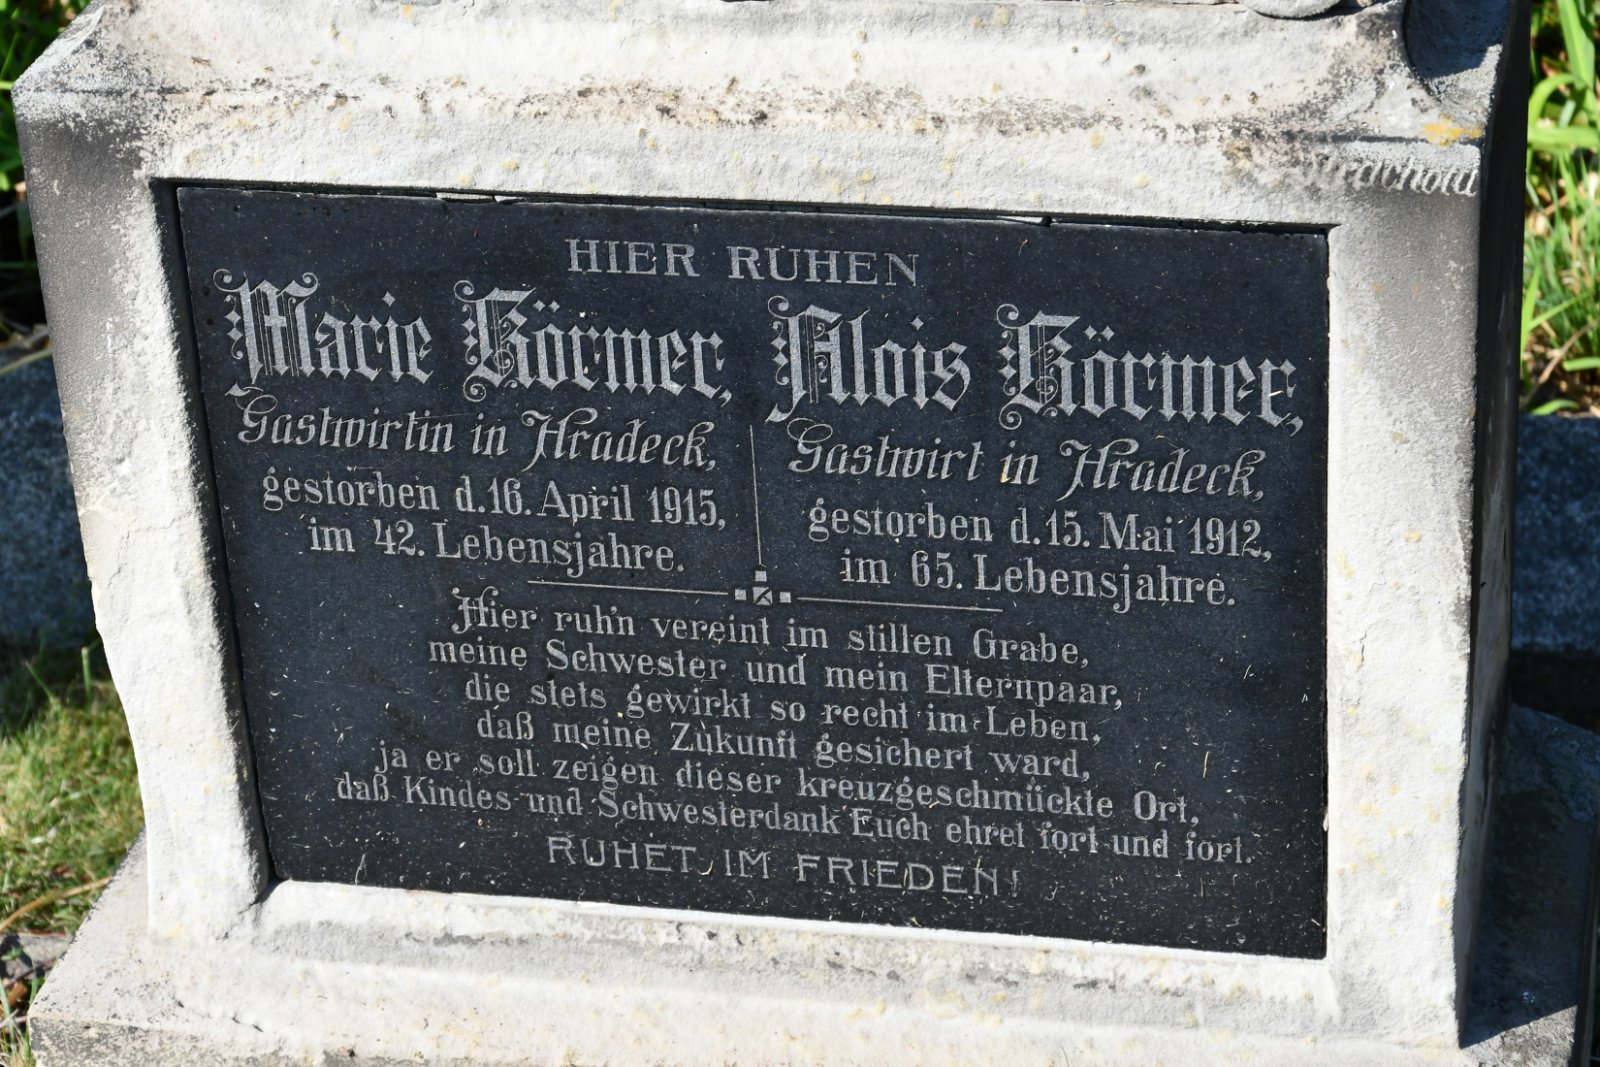 HIER RUHEN
Marie Körmer,
Gastwirtin in Hradeck,
gestorben d. 16. April 1915,
im 42. Lebensjahre.
Alois Körmer,
Gastwirt in Hradeck,
gestorben d. 15. Mai 1912,
im 65. Lebensjahre.
Hier ruh'n vereint im stillen Grabe,
meine Schwester und mein Elternpaar,
die stets gewirkt so recht im Leben,
daß meine Zukunft gesichert ward,
ja er soll zeigen dieser kreuzgeschmückte Ort,
daß Kindes- und Schwesterdank Euch ehret fort und fort.
RUHET IM FRIEDEN!